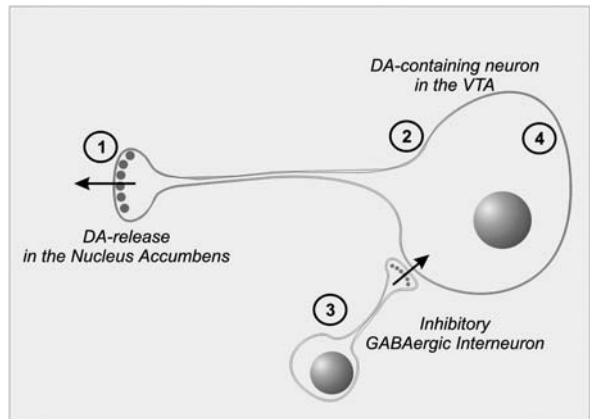 DA-containing neuron
in the VTA
1
2
4
DA-release
in the Nucleus Accumbens
3
Inhibitory
GABAergic Interneuron